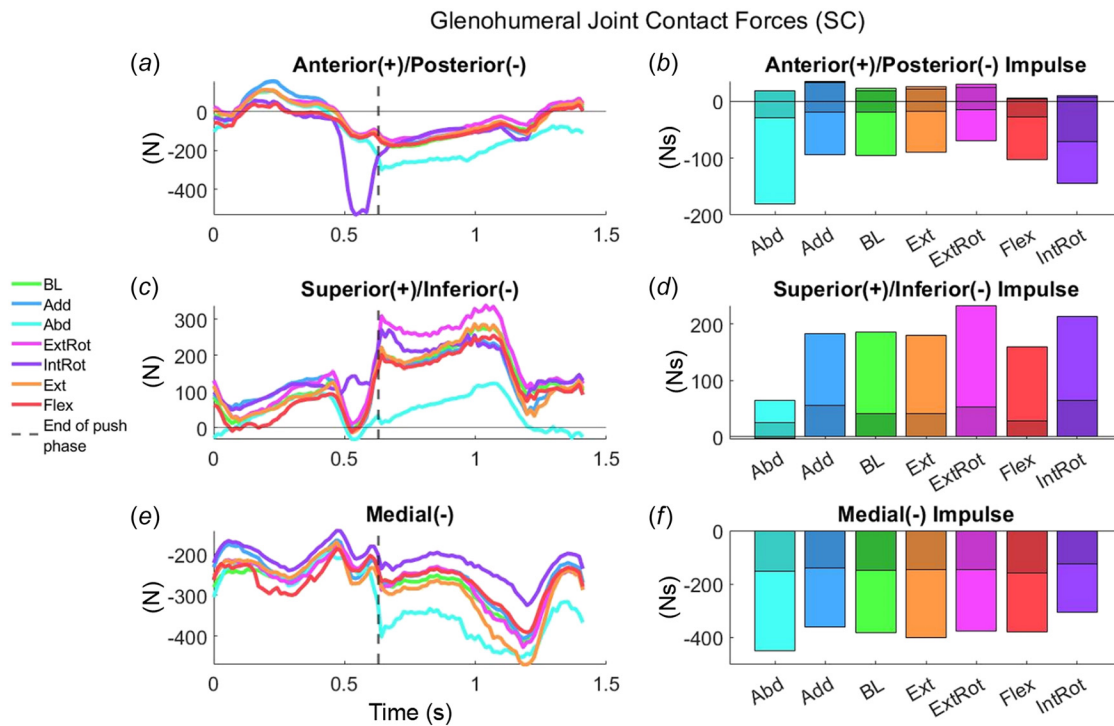 Glenohumeral Joint Contact Forces (SC)
(a)
Anterior(+)/Posterior(-)
0
-200
-400
(N)
0
0.5
1
1.5
(b)
Anterior(+)/Posterior(-) Impulse
0
-100
-200
(Ns)
Abd
Add
BL
Ext
ExtRot
Flex
IntRot
BL
Add
Abd
ExtRot
IntRot
Ext
Flex
End of push
phase
(c)
Superior(+)/Inferior(-)
300
200
100
0
(N)
0
0.5
1
1.5
(d)
Superior(+)/Inferior(-) Impulse
200
100
0
(Ns)
Abd
Add
BL
Ext
ExtRot
Flex
IntRot
(e)
Medial(-)
-200
-300
-400
(N)
0
0.5
1
1.5
Time (s)
(f)
Medial(-) Impulse
0
-200
-400
(Ns)
Abd
Add
BL
Ext
ExtRot
Flex
IntRot